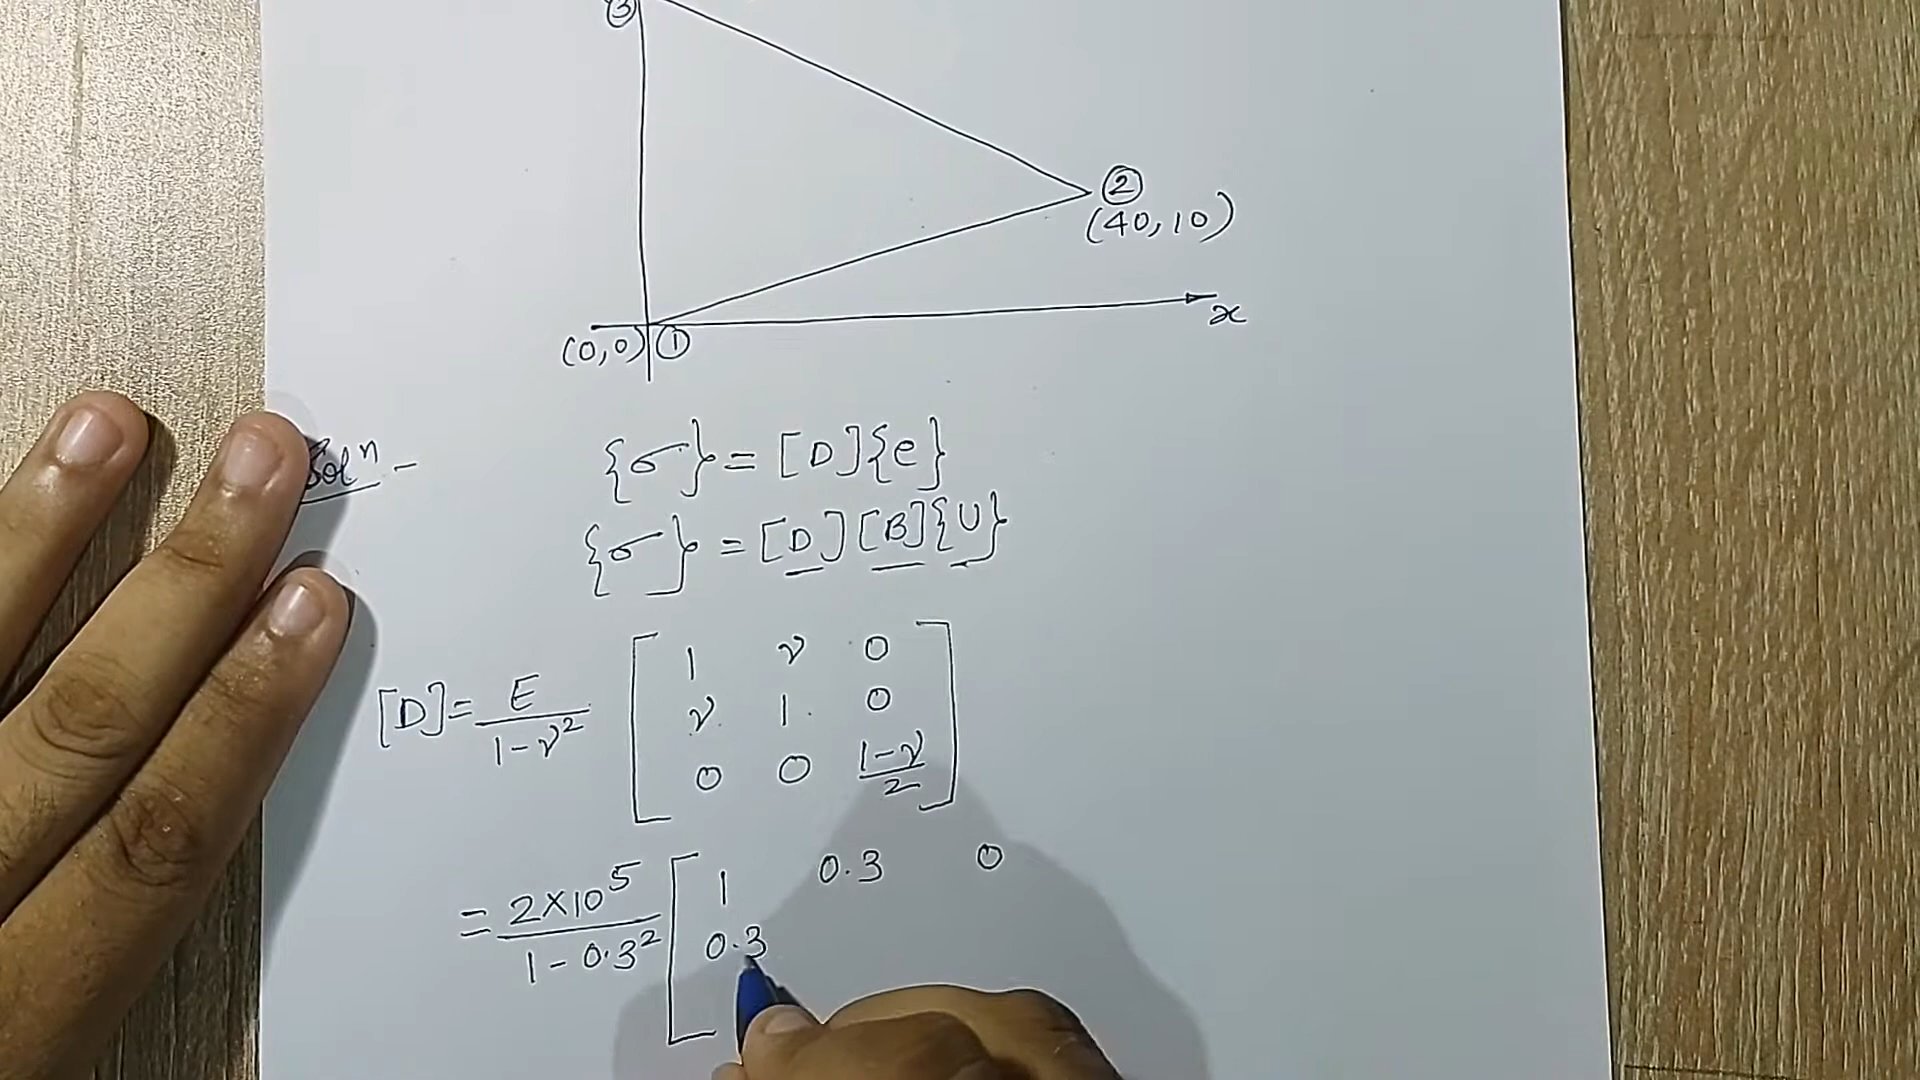 ③
②
(40,10)
x
(0,0) ①
Solⁿ -
{σ} = [D]{e}
{σ} = [D][B]{U}
[D] = E/(1-ν²) [1 ν 0
ν 1 0
0 0 (1-ν)/2]
= 2×10⁵/(1-0.3²) [1 0.3 0
0.3